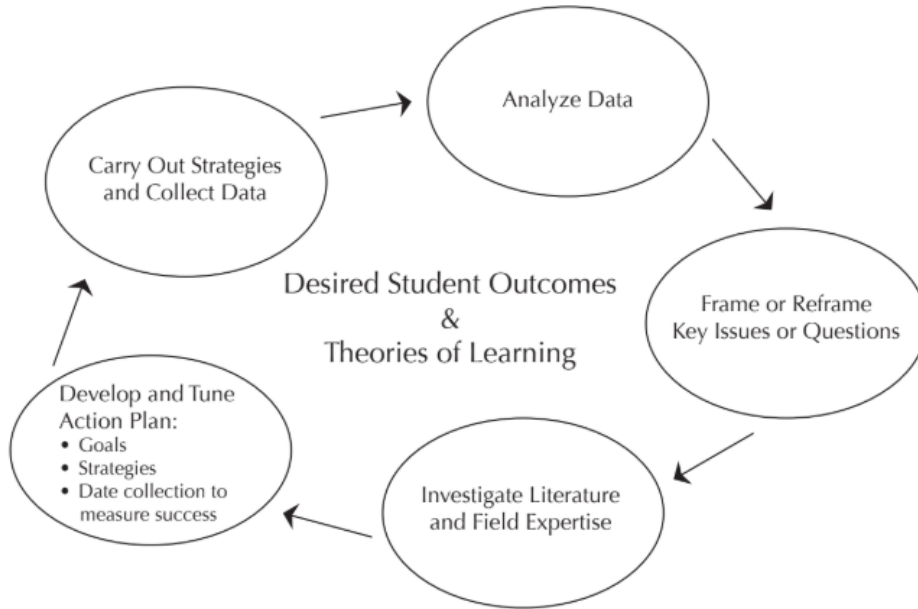 Analyze Data
Carry Out Strategies
and Collect Data
Desired Student Outcomes
&
Theories of Learning
Frame or Reframe
Key Issues or Questions
Develop and Tune
Action Plan:
• Goals
• Strategies
• Date collection to
measure success
Investigate Literature
and Field Expertise